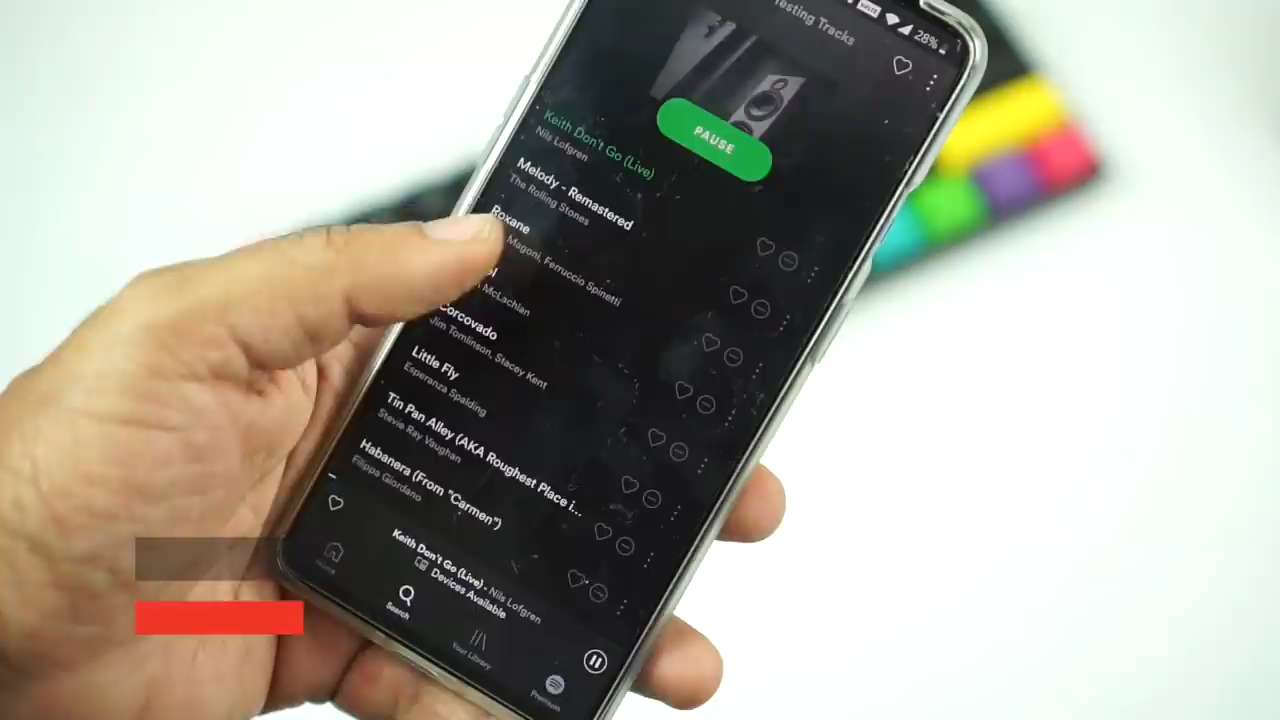 Testing Tracks
VoLTE
28%
PAUSE
Keith Don't Go (Live)
Nils Lofgren
Melody - Remastered
The Rolling Stones
Roxane
Magoni, Ferruccio Spinetti
McLachlan
Corcovado
Jim Tomlinson, Stacey Kent
Little Fly
Esperanza Spalding
Tin Pan Alley (AKA Roughest Place i...
Stevie Ray Vaughan
Habanera (From "Carmen")
Filippa Giordano
Keith Don't Go (Live) - Nils Lofgren
Devices Available
Home
Search
Your Library
Premium